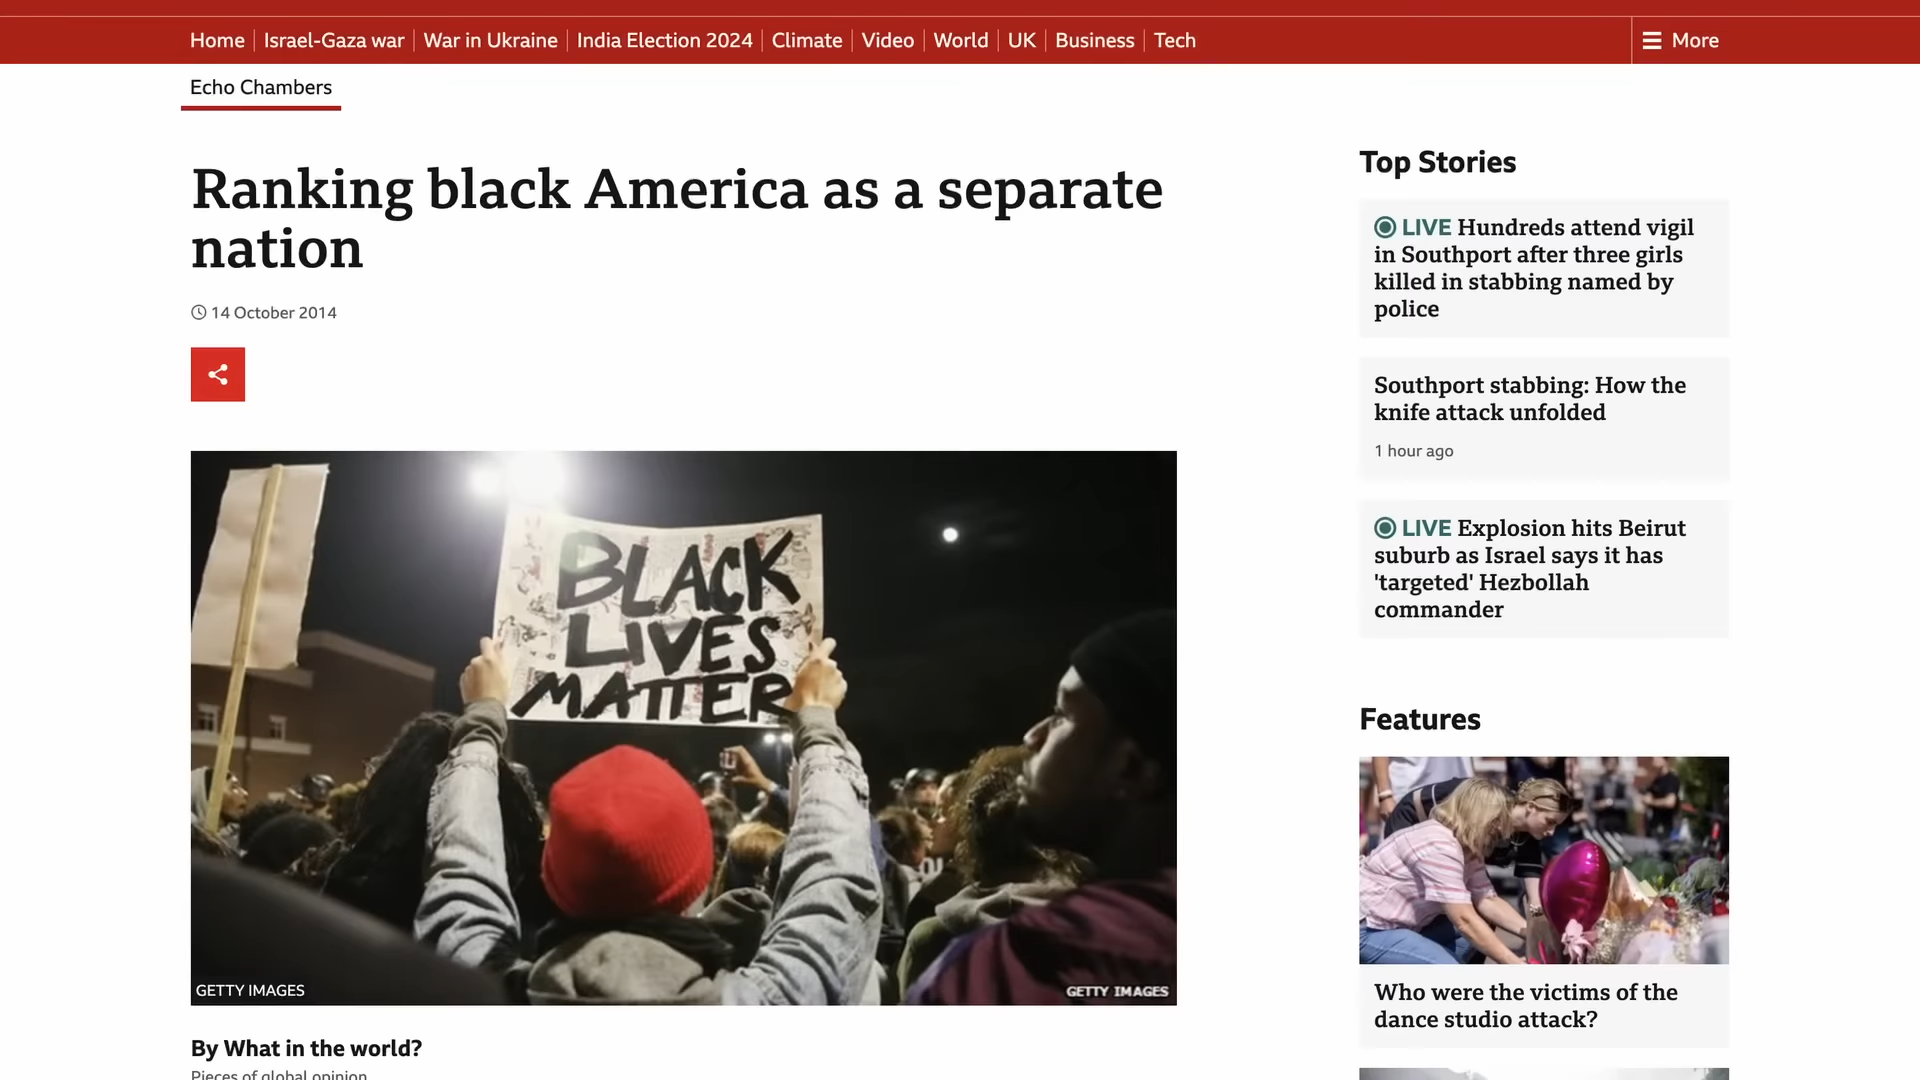 Home Israel-Gaza war War in Ukraine India Election 2024 Climate Video World UK Business Tech More
Echo Chambers
Ranking black America as a separate
nation
14 October 2014
BLACK
LIVES
MATTER
GETTY IMAGES GETTY IMAGES
By What in the world?
Pieces of global opinion
Top Stories
LIVE Hundreds attend vigil
in Southport after three girls
killed in stabbing named by
police
Southport stabbing: How the
knife attack unfolded
1 hour ago
LIVE Explosion hits Beirut
suburb as Israel says it has
'targeted' Hezbollah
commander
Features
Who were the victims of the
dance studio attack?